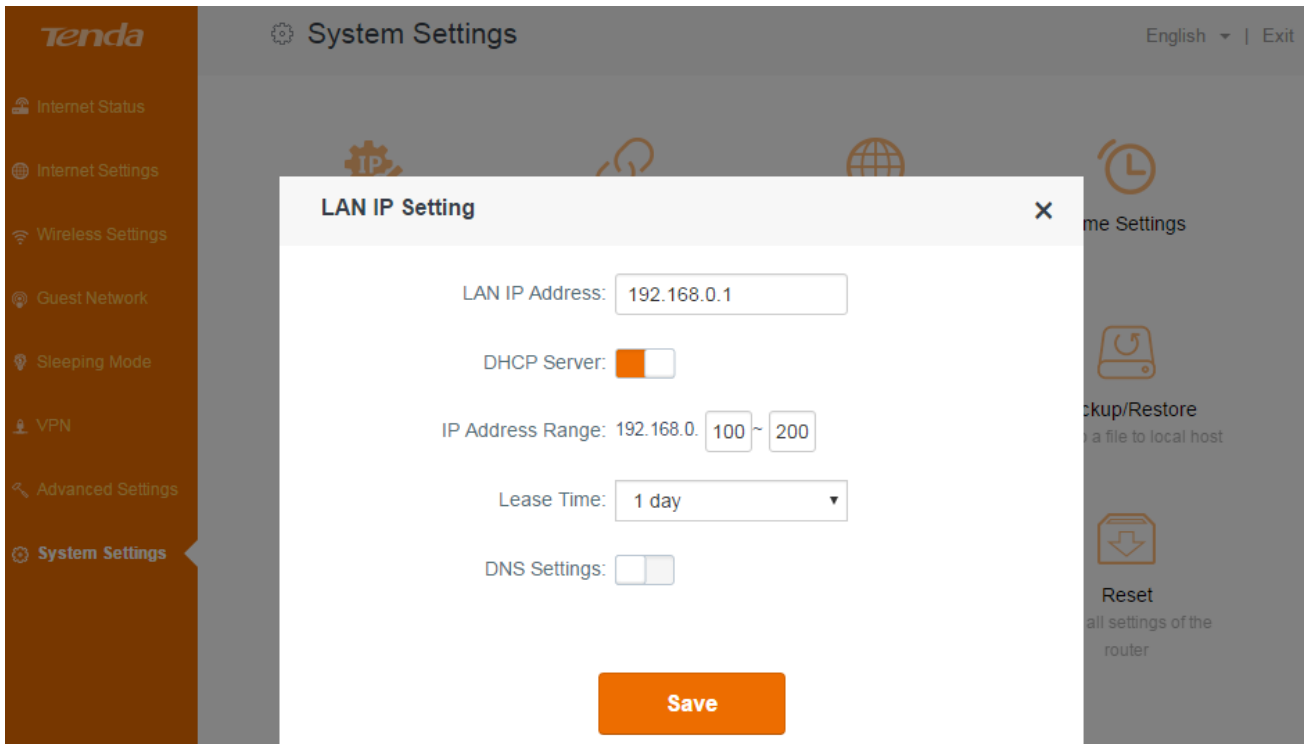 Tenda
System Settings
English | Exit
Internet Status
Internet Settings
Wireless Settings
Guest Network
Sleeping Mode
VPN
Advanced Settings
System Settings
IP
me Settings
ckup/Restore
a file to local host
Reset
all settings of the
router
LAN IP Setting
LAN IP Address: 192.168.0.1
DHCP Server:
IP Address Range: 192.168.0. 100 ~ 200
Lease Time: 1 day
DNS Settings:
Save